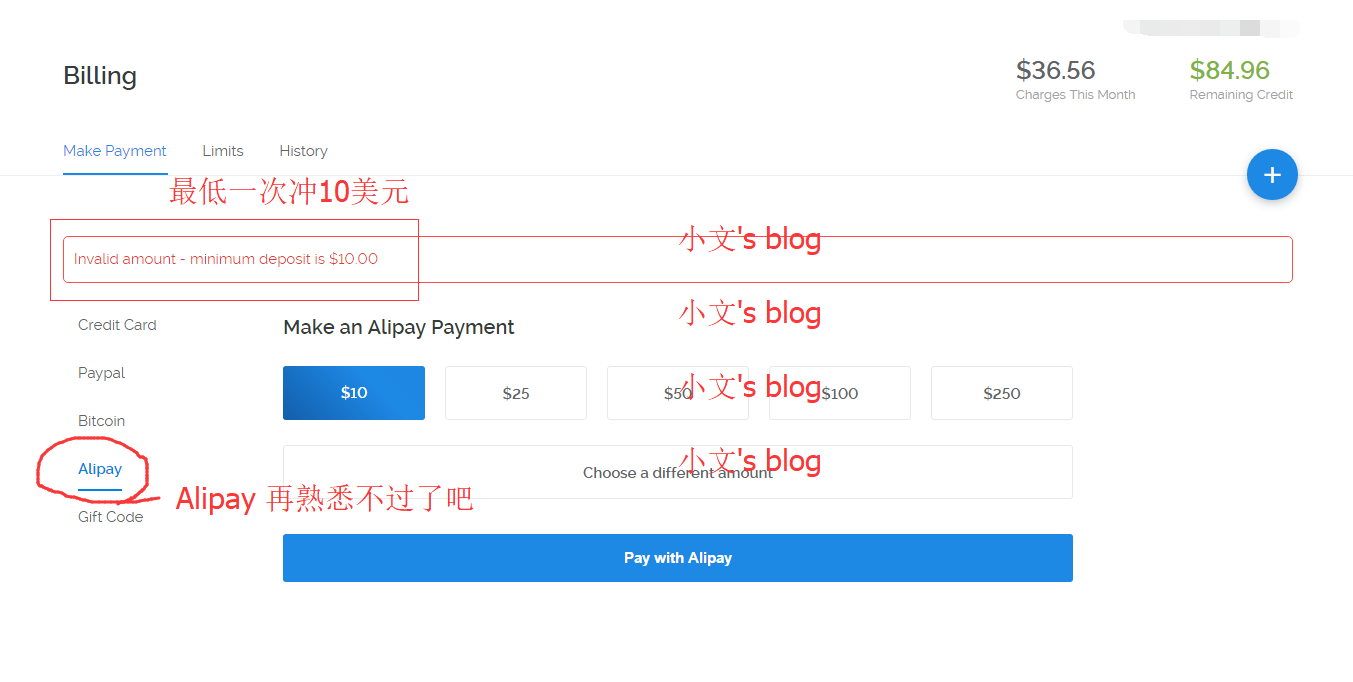 Billing
$36.56
Charges This Month
$84.96
Remaining Credit
Make Payment
Limits
History
最低一次冲10美元
小文's blog
Invalid amount - minimum deposit is $10.00
小文's blog
Credit Card
Paypal
Bitcoin
Alipay
Gift Code
Alipay 再熟悉不过了吧
Make an Alipay Payment
$10
$25
$50
小文's blog
$100
$250
小文's blog
Choose a different amount
Pay with Alipay